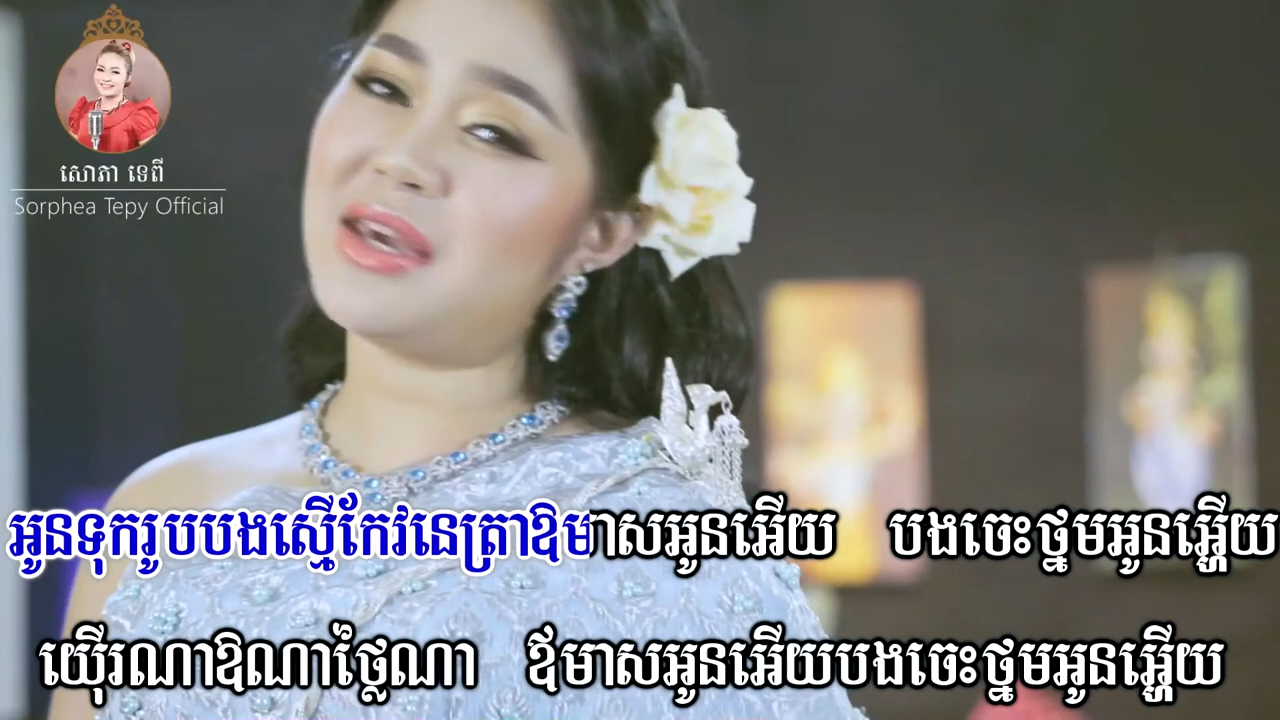 សោភា ទេពី
Sorphea Tepy Official
អូនទុករូបបងស្មើកែវនេត្រាឱមាសអូនអើយ បងចេះថ្នមអូនអ្ហើយ
យ៉ើរណាឱណាថ្លៃណា ឪមាសអូនអើយបងចេះថ្នមអូនអ្ហើយ